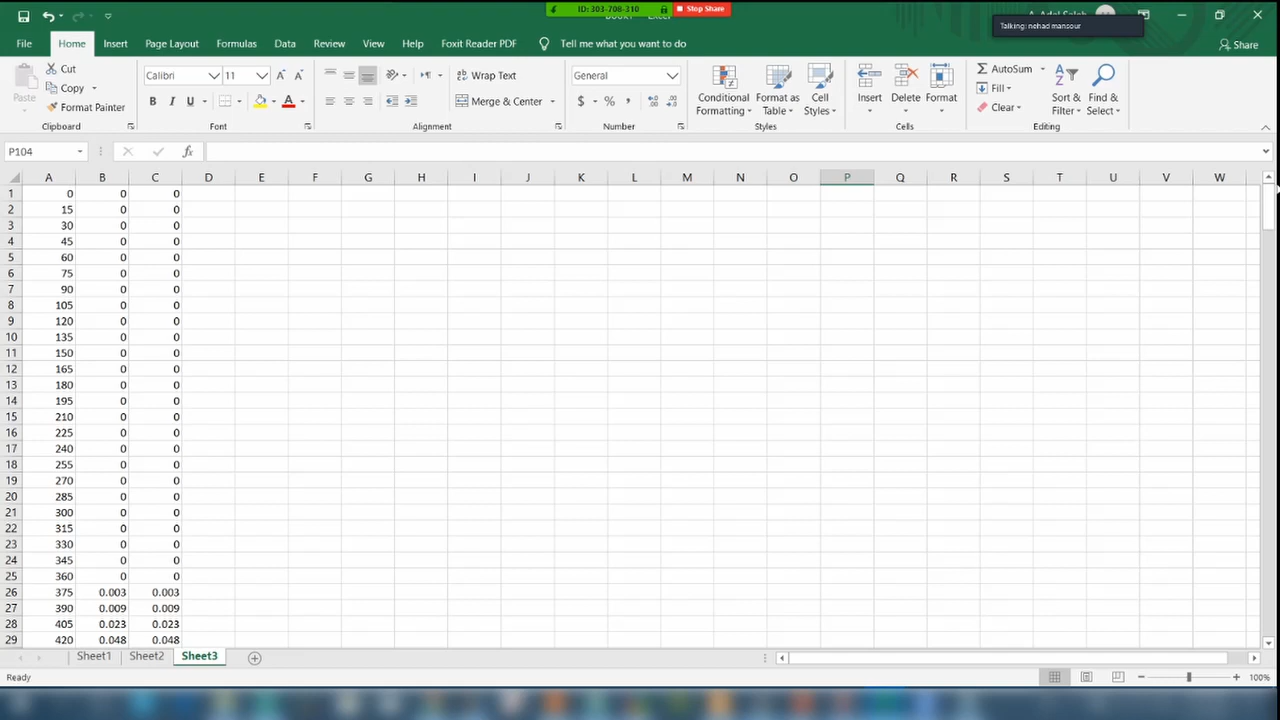 ID: 303-708-310 Stop Share
Talking: nehad mansour
File Home Insert Page Layout Formulas Data Review View Help Foxit Reader PDF Tell me what you want to do Share
Paste Cut Copy Format Painter Clipboard
Calibri 11 B I U A Font
Wrap Text Merge & Center Alignment
General $ % , Number
Conditional Formatting Format as Table Cell Styles Styles
Insert Delete Format Cells
AutoSum Fill Clear Sort & Filter Find & Select Editing
P104 fx
A B C D E F G H I J K L M N O P Q R S T U V W
1 0 0 0
2 15 0 0
3 30 0 0
4 45 0 0
5 60 0 0
6 75 0 0
7 90 0 0
8 105 0 0
9 120 0 0
10 135 0 0
11 150 0 0
12 165 0 0
13 180 0 0
14 195 0 0
15 210 0 0
16 225 0 0
17 240 0 0
18 255 0 0
19 270 0 0
20 285 0 0
21 300 0 0
22 315 0 0
23 330 0 0
24 345 0 0
25 360 0 0
26 375 0.003 0.003
27 390 0.009 0.009
28 405 0.023 0.023
29 420 0.048 0.048
Sheet1 Sheet2 Sheet3
Ready 100%